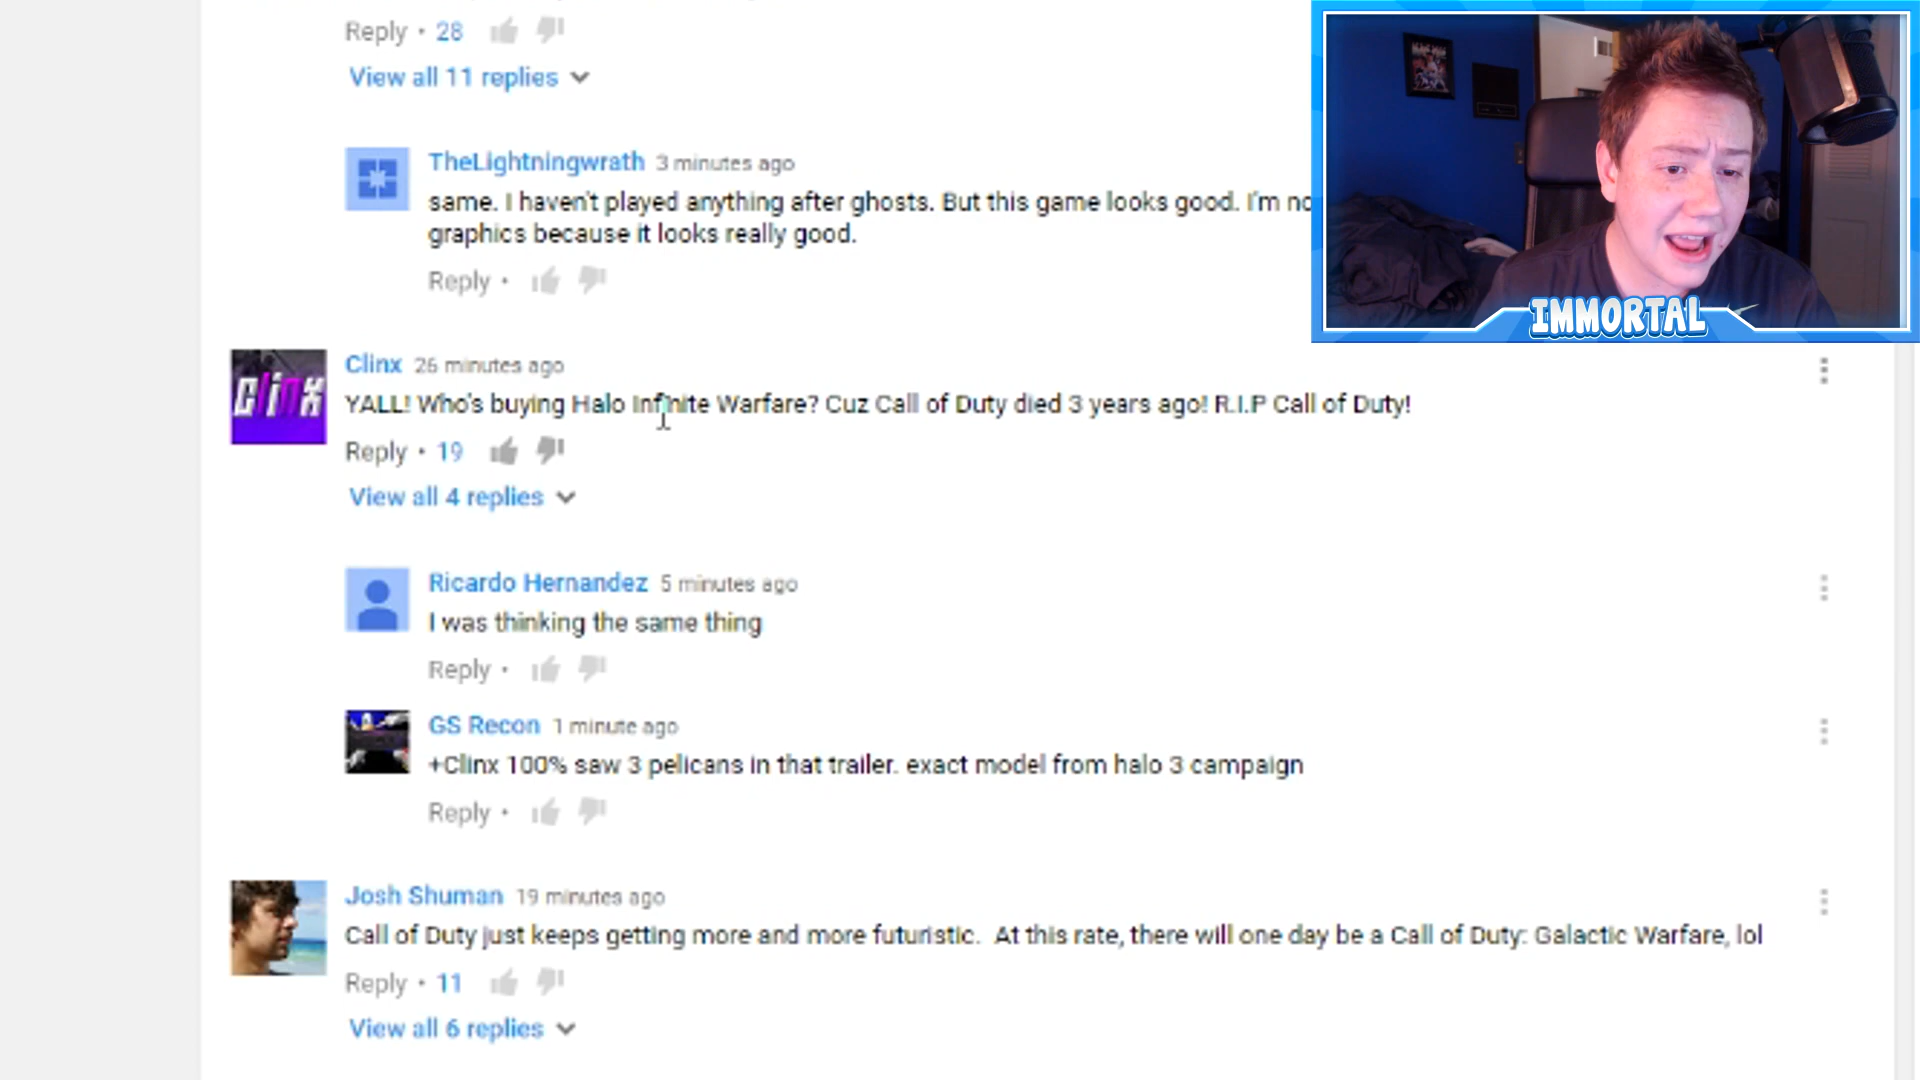 Reply • 28
View all 11 replies
TheLightningwrath 3 minutes ago
same. I haven't played anything after ghosts. But this game looks good. I'm no
graphics because it looks really good.
Reply •
IMMORTAL
Clinx
Clinx 26 minutes ago
YALL! Who's buying Halo Infinite Warfare? Cuz Call of Duty died 3 years ago! R.I.P Call of Duty!
Reply • 19
View all 4 replies
Ricardo Hernandez 5 minutes ago
I was thinking the same thing
Reply •
GS Recon 1 minute ago
+Clinx 100% saw 3 pelicans in that trailer. exact model from halo 3 campaign
Reply •
Josh Shuman 19 minutes ago
Call of Duty just keeps getting more and more futuristic.  At this rate, there will one day be a Call of Duty: Galactic Warfare, lol
Reply • 11
View all 6 replies